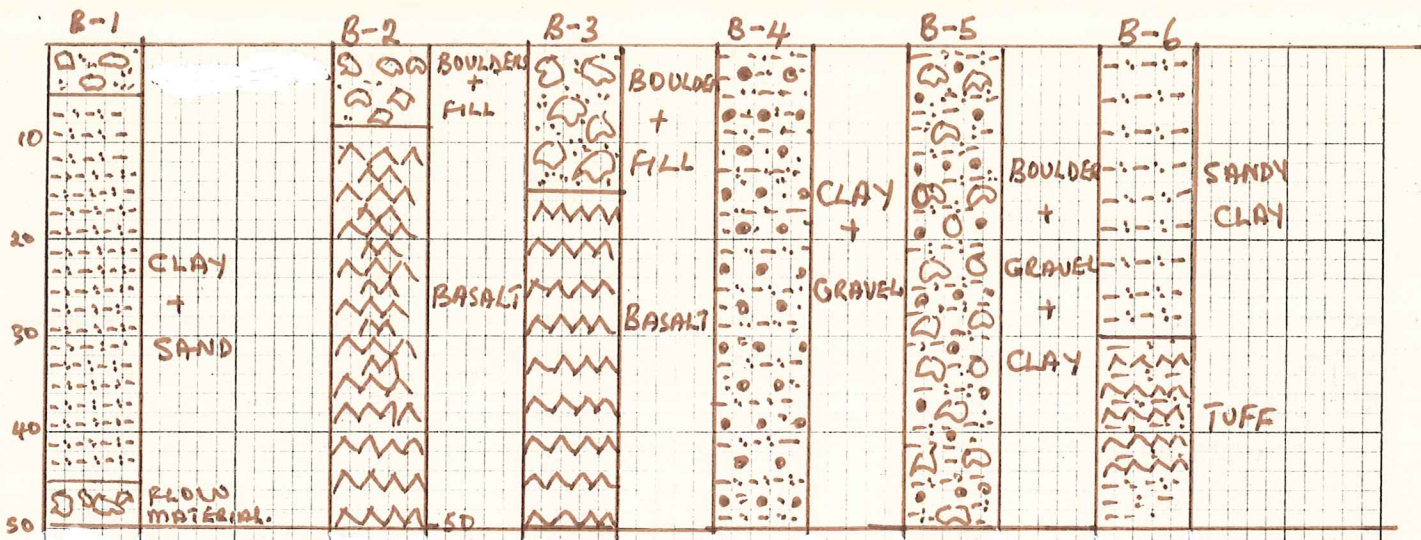 B-1
B-2
B-3
B-4
B-5
B-6
10
20
30
40
50
CLAY
+
SAND
FLOW
MATERIAL.
BOULDERS
+
FILL
BASALT
50
BOULDER
+
FILL
BASALT
CLAY
+
GRAVEL
BOULDER
+
GRAVEL
+
CLAY
SANDY
CLAY
TUFF